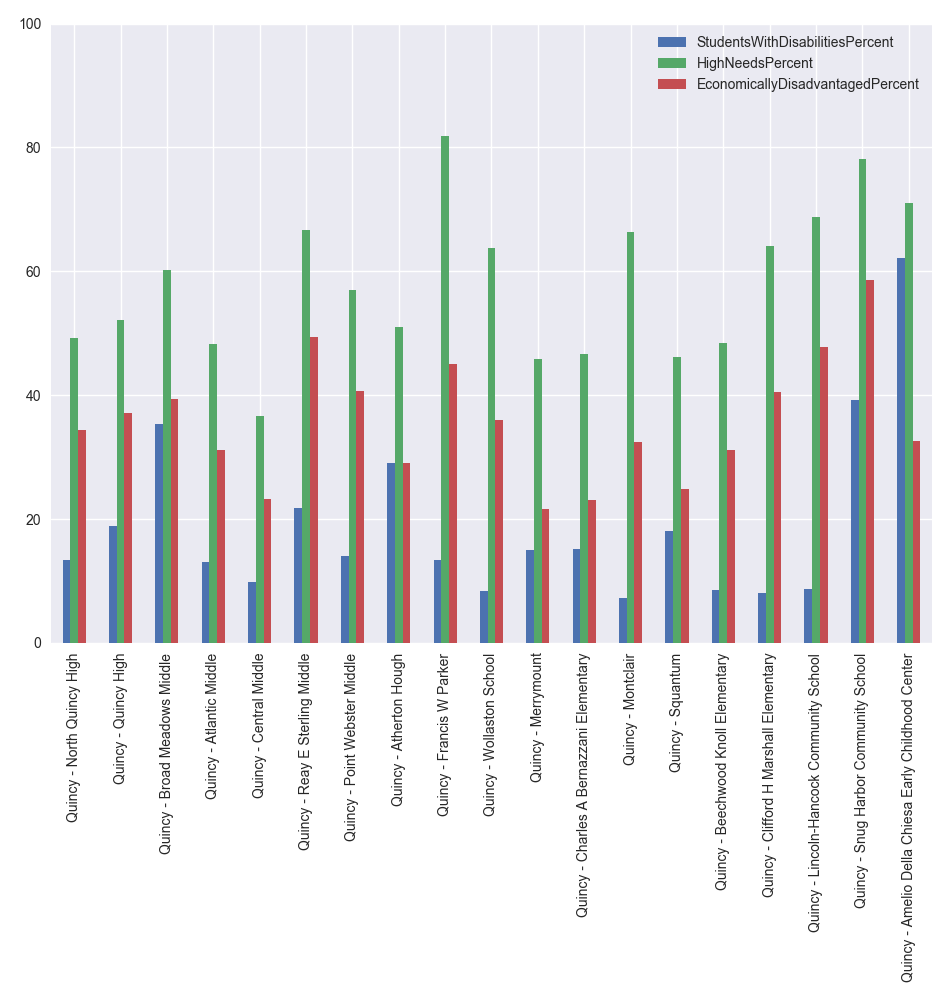 100
80
60
40
20
0
StudentsWithDisabilitiesPercent
HighNeedsPercent
EconomicallyDisadvantagedPercent
Quincy - North Quincy High
Quincy - Quincy High
Quincy - Broad Meadows Middle
Quincy - Atlantic Middle
Quincy - Central Middle
Quincy - Reay E Sterling Middle
Quincy - Point Webster Middle
Quincy - Atherton Hough
Quincy - Francis W Parker
Quincy - Wollaston School
Quincy - Merrymount
Quincy - Charles A Bernazzani Elementary
Quincy - Montclair
Quincy - Squantum
Quincy - Beechwood Knoll Elementary
Quincy - Clifford H Marshall Elementary
Quincy - Lincoln-Hancock Community School
Quincy - Snug Harbor Community School
Quincy - Amelio Della Chiesa Early Childhood Center